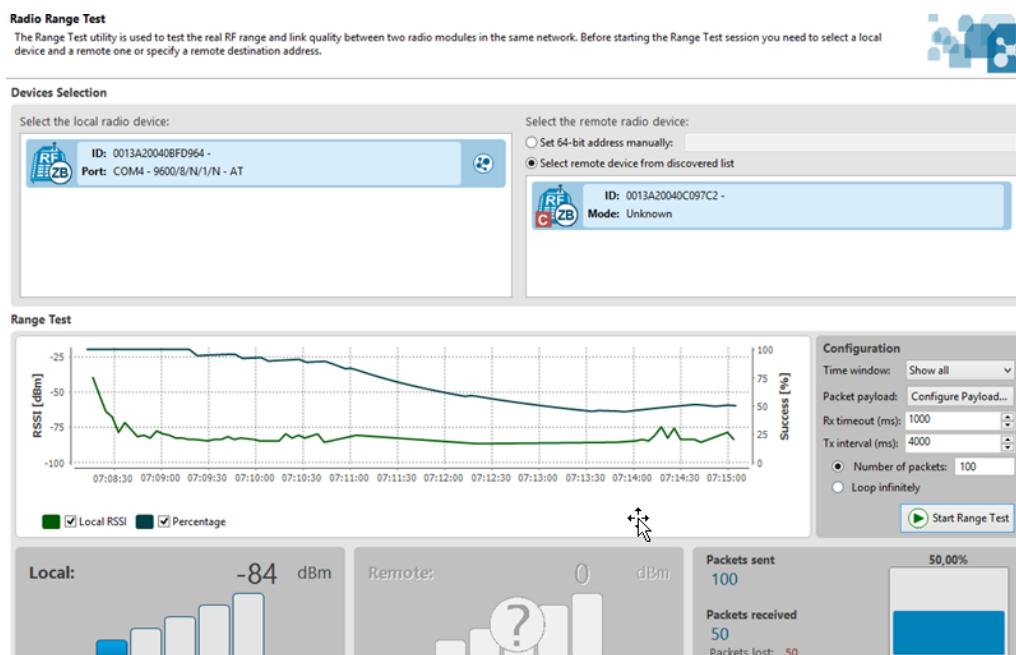 Radio Range Test
The Range Test utility is used to test the real RF range and link quality between two radio modules in the same network. Before starting the Range Test session you need to select a local
device and a remote one or specify a remote destination address.
Devices Selection
Select the local radio device:
RF
ZB
ID: 0013A20040BFD964 -
Port: COM4 - 9600/8/N/1/N - AT
Select the remote radio device:
Set 64-bit address manually:
Select remote device from discovered list
RF
C ZB
ID: 0013A20040C097C2 -
Mode: Unknown
Range Test
RSSI [dBm]
-25
-50
-75
-100
100
75
50
25
0
Success [%]
07:08:30 07:09:00 07:09:30 07:10:00 07:10:30 07:11:00 07:11:30 07:12:00 07:12:30 07:13:00 07:13:30 07:14:00 07:14:30 07:15:00
Local RSSI Percentage
Configuration
Time window: Show all
Packet payload: Configure Payload...
Rx timeout (ms): 1000
Tx interval (ms): 4000
Number of packets: 100
Loop infinitely
Start Range Test
Local: -84 dBm
Remote: 0 dBm
?
Packets sent
100
Packets received
50
Packets lost: 50
50,00%